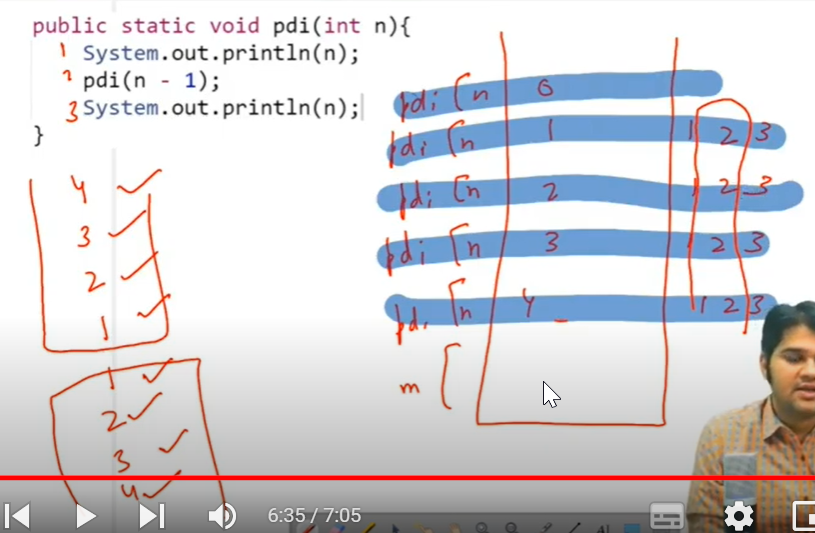 public static void pdi(int n){
1 System.out.println(n);
2 pdi(n - 1);
3 System.out.println(n);
}
pdi n 0
pdi n 1 1 2 3
pdi n 2 1 2 3
pdi n 3 1 2 3
pdi n 4 1 2 3
m
4
3
2
1
1
2
3
4
6:35 / 7:05